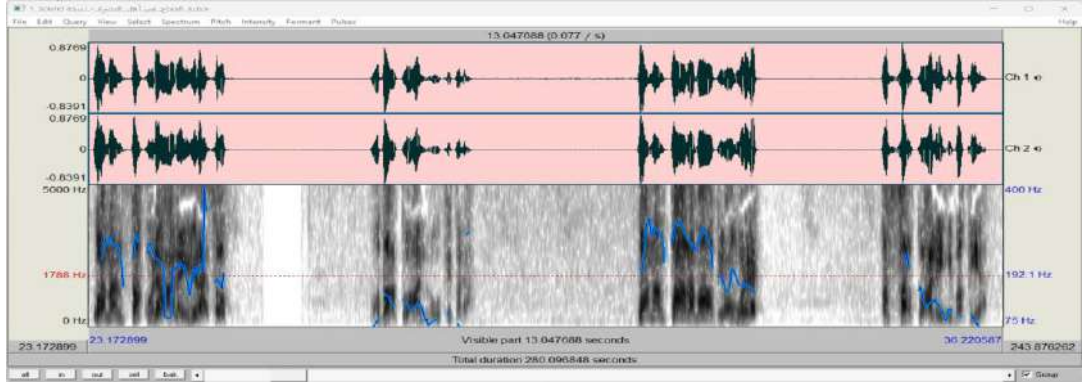 File Edit Query View Select Spectrum Pitch Intensity Formant Pulses
Help
13.047688 (0.077 / s)
0.8769
0
-0.8391
Ch 1
0.8769
0
-0.8391
Ch 2
5000 Hz
400 Hz
1788 Hz
192.1 Hz
0 Hz
75 Hz
23.172899
23.172899
Visible part 13.047688 seconds
36.220587
243.876262
Total duration 280.096848 seconds
all in out sel bak
Group